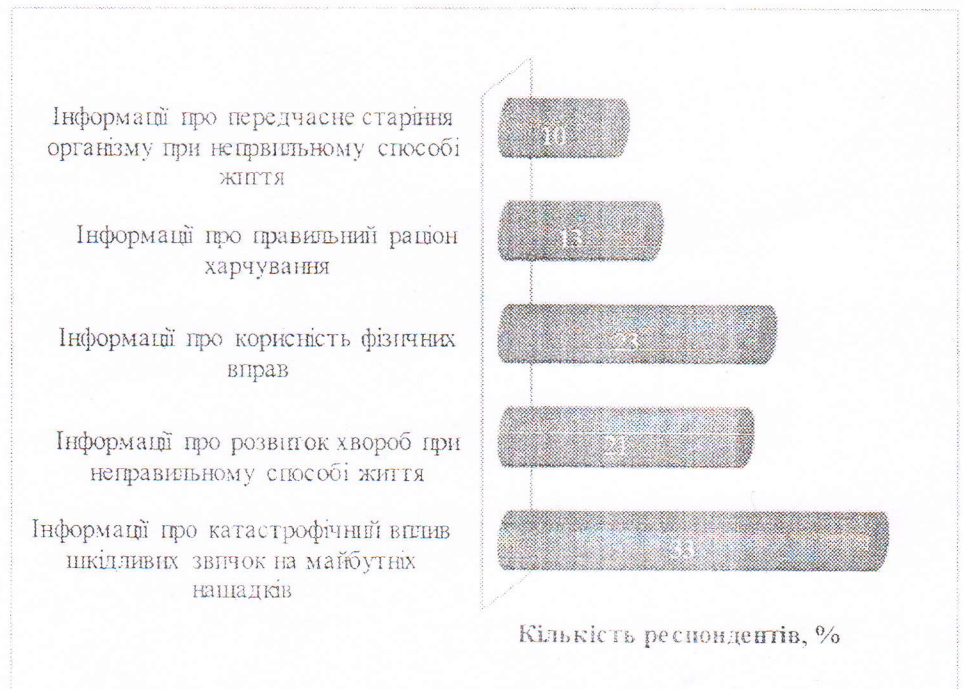 Інформації про передчасне старіння
організму при непрвильному способі
життя
10
Інформації про правильний раціон
харчування
13
Інформації про корисність фізичних
вправ
23
Інформації про розвиток хвороб при
неправильному способі життя
21
Інформації про катастрофічний вплив
шкідливих звичок на майбутніх
нащадків
33
Кількість респондентів, %